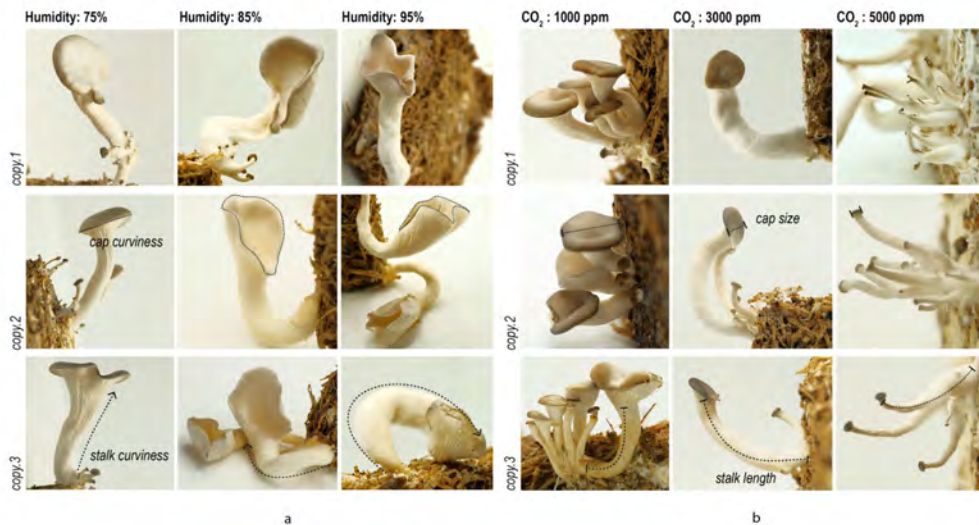 Humidity: 75%
Humidity: 85%
Humidity: 95%
CO2 : 1000 ppm
CO2 : 3000 ppm
CO2 : 5000 ppm
copy.1
copy.1
cap curviness
cap size
copy.2
copy.2
stalk curviness
stalk length
copy.3
copy.3
a
b